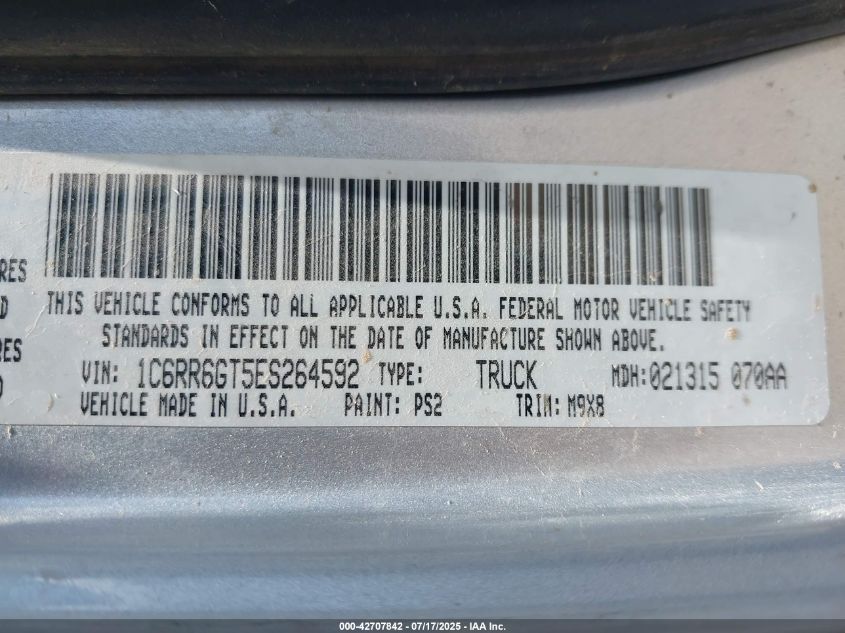 RES
THIS VEHICLE CONFORMS TO ALL APPLICABLE U.S.A. FEDERAL MOTOR VEHICLE SAFETY
D
STANDARDS IN EFFECT ON THE DATE OF MANUFACTURE SHOWN ABOVE.
RES
VIN: 1C6RR6GT5ES264592 TYPE: TRUCK MDH:021315 070AA
VEHICLE MADE IN U.S.A. PAINT: PS2 TRIM: M9X8
000-42707842 / 07/17/2025 - IAA Inc.